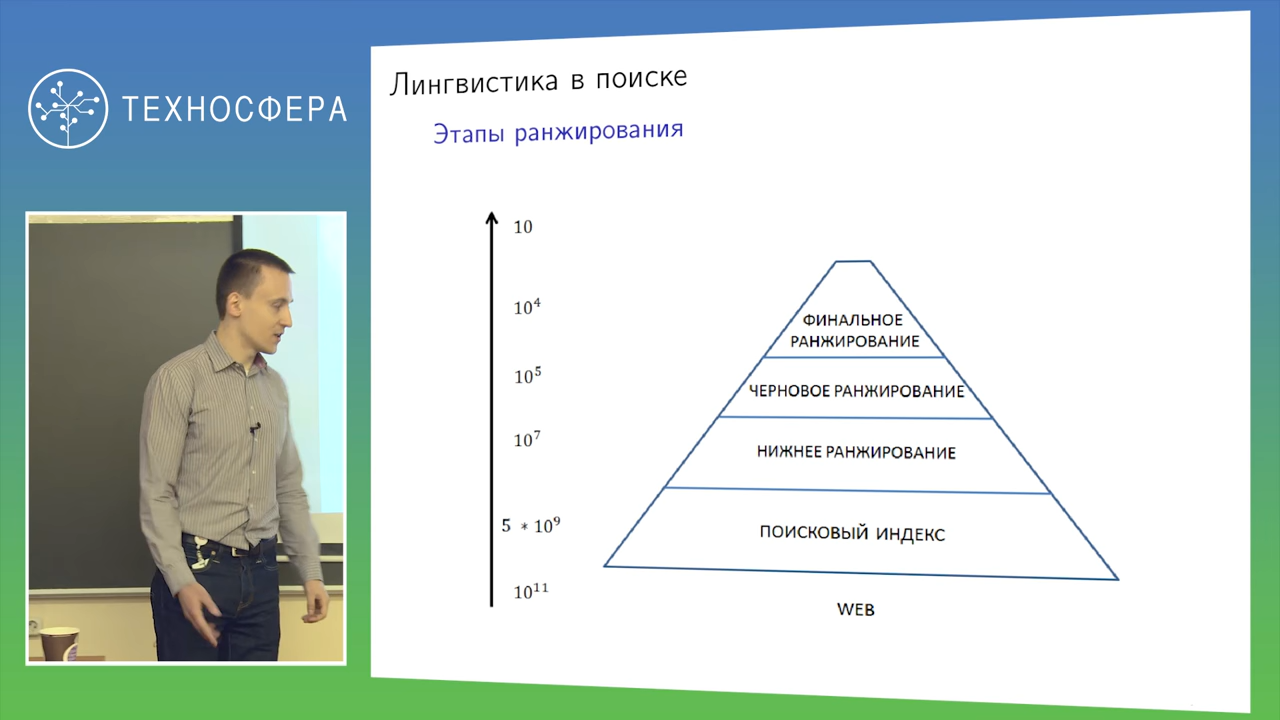 ТЕХНОСФЕРА
Лингвистика в поиске
Этапы ранжирования
10
10⁴
10⁵
10⁷
5 * 10⁹
10¹¹
ФИНАЛЬНОЕ
РАНЖИРОВАНИЕ
ЧЕРНОВОЕ РАНЖИРОВАНИЕ
НИЖНЕЕ РАНЖИРОВАНИЕ
ПОИСКОВЫЙ ИНДЕКС
WEB